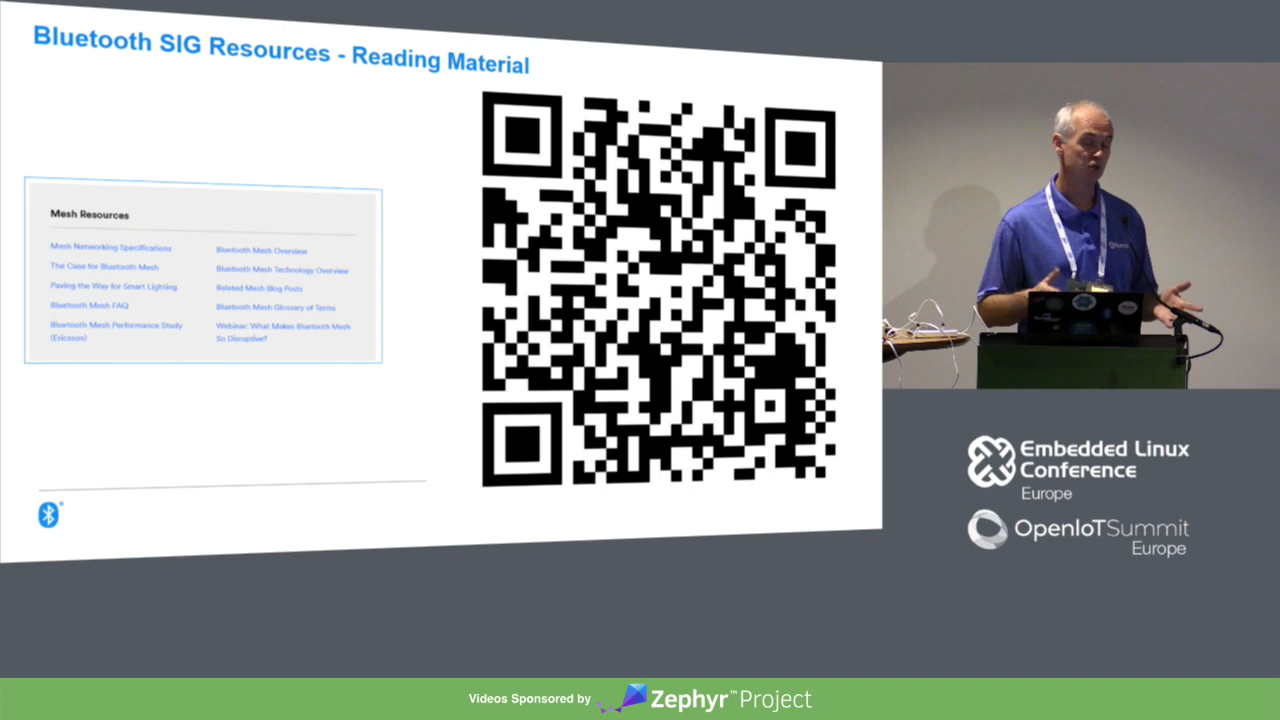 Bluetooth SIG Resources - Reading Material
Mesh Resources
Mesh Networking Specifications
The Case for Bluetooth Mesh
Paving the Way for Smart Lighting
Bluetooth Mesh FAQ
Bluetooth Mesh Performance Study
(Ericsson)
Bluetooth Mesh Overview
Bluetooth Mesh Technology Overview
Related Mesh Blog Posts
Bluetooth Mesh Glossary of Terms
Webinar: What Makes Bluetooth Mesh
So Disruptive?
Embedded Linux
Conference
Europe
OpenIoTSummit
Europe
Videos Sponsored by
Zephyr™Project